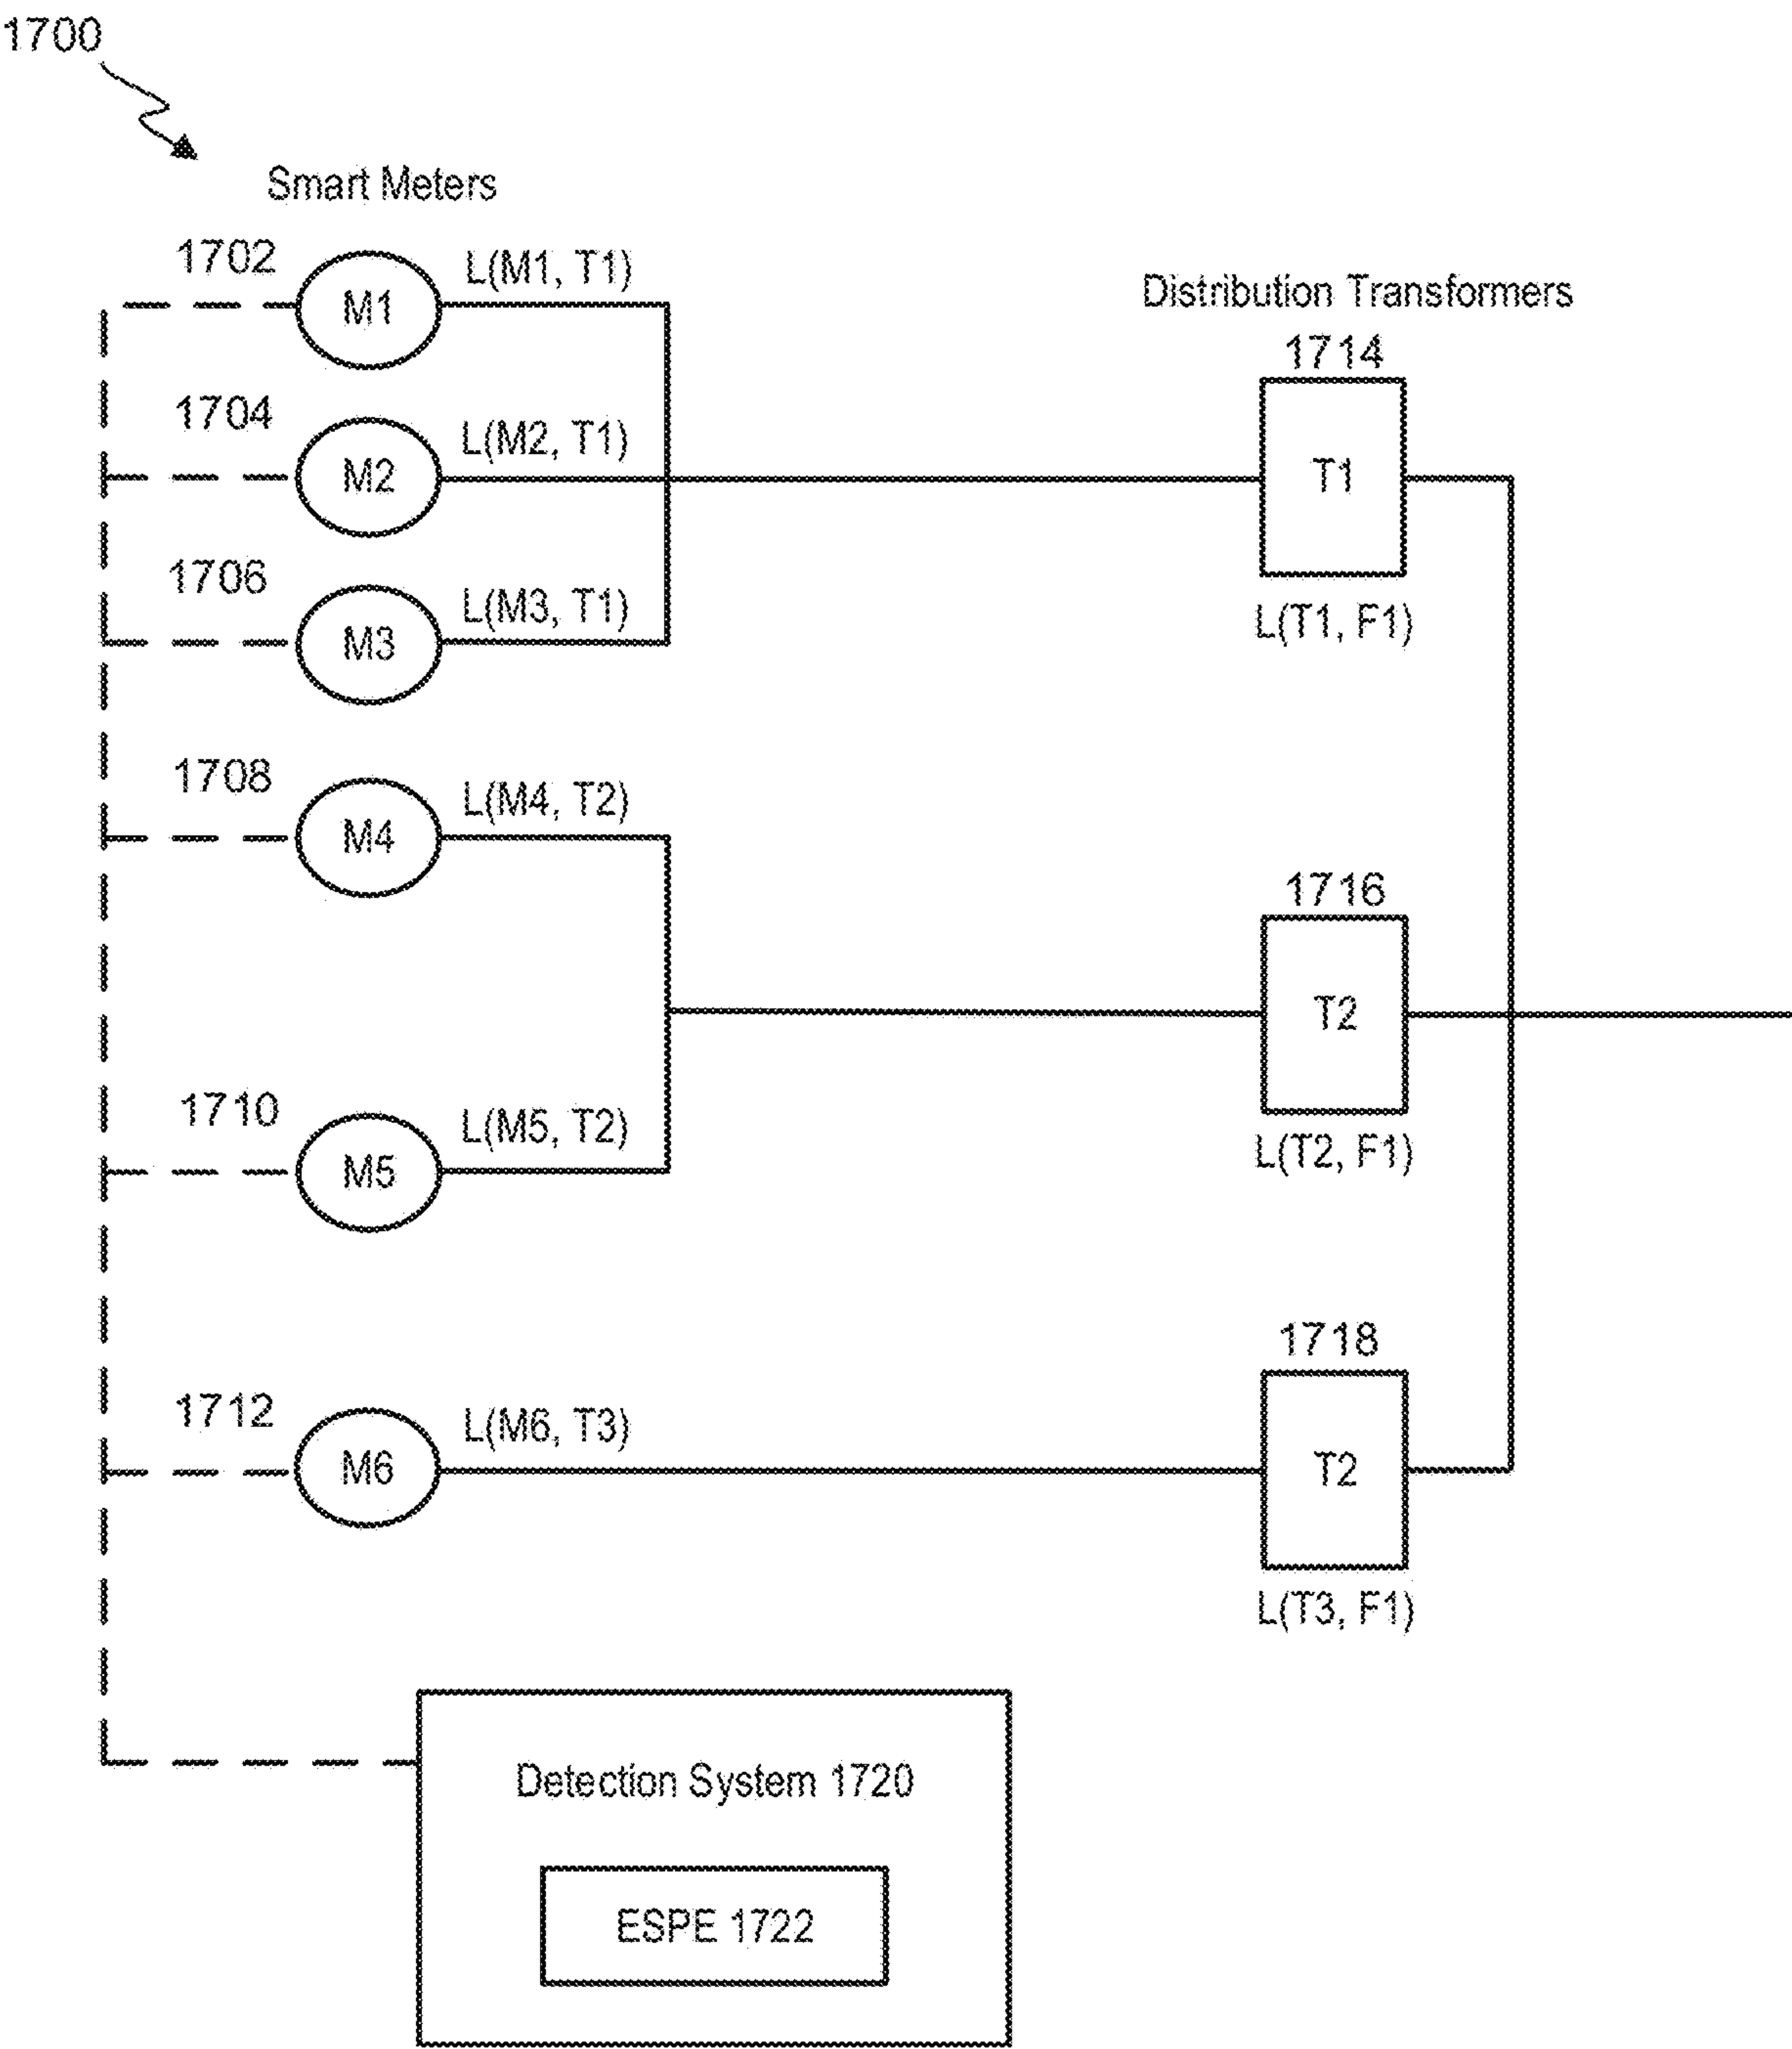 1700
Smart Meters
1702
M1
L(M1, T1)
Distribution Transformers
1714
1704
M2
L(M2, T1)
T1
1706
M3
L(M3, T1)
L(T1, F1)
1708
M4
L(M4, T2)
1716
T2
1710
M5
L(M5, T2)
L(T2, F1)
1718
1712
M6
L(M6, T3)
T2
L(T3, F1)
Detection System 1720
ESPE 1722